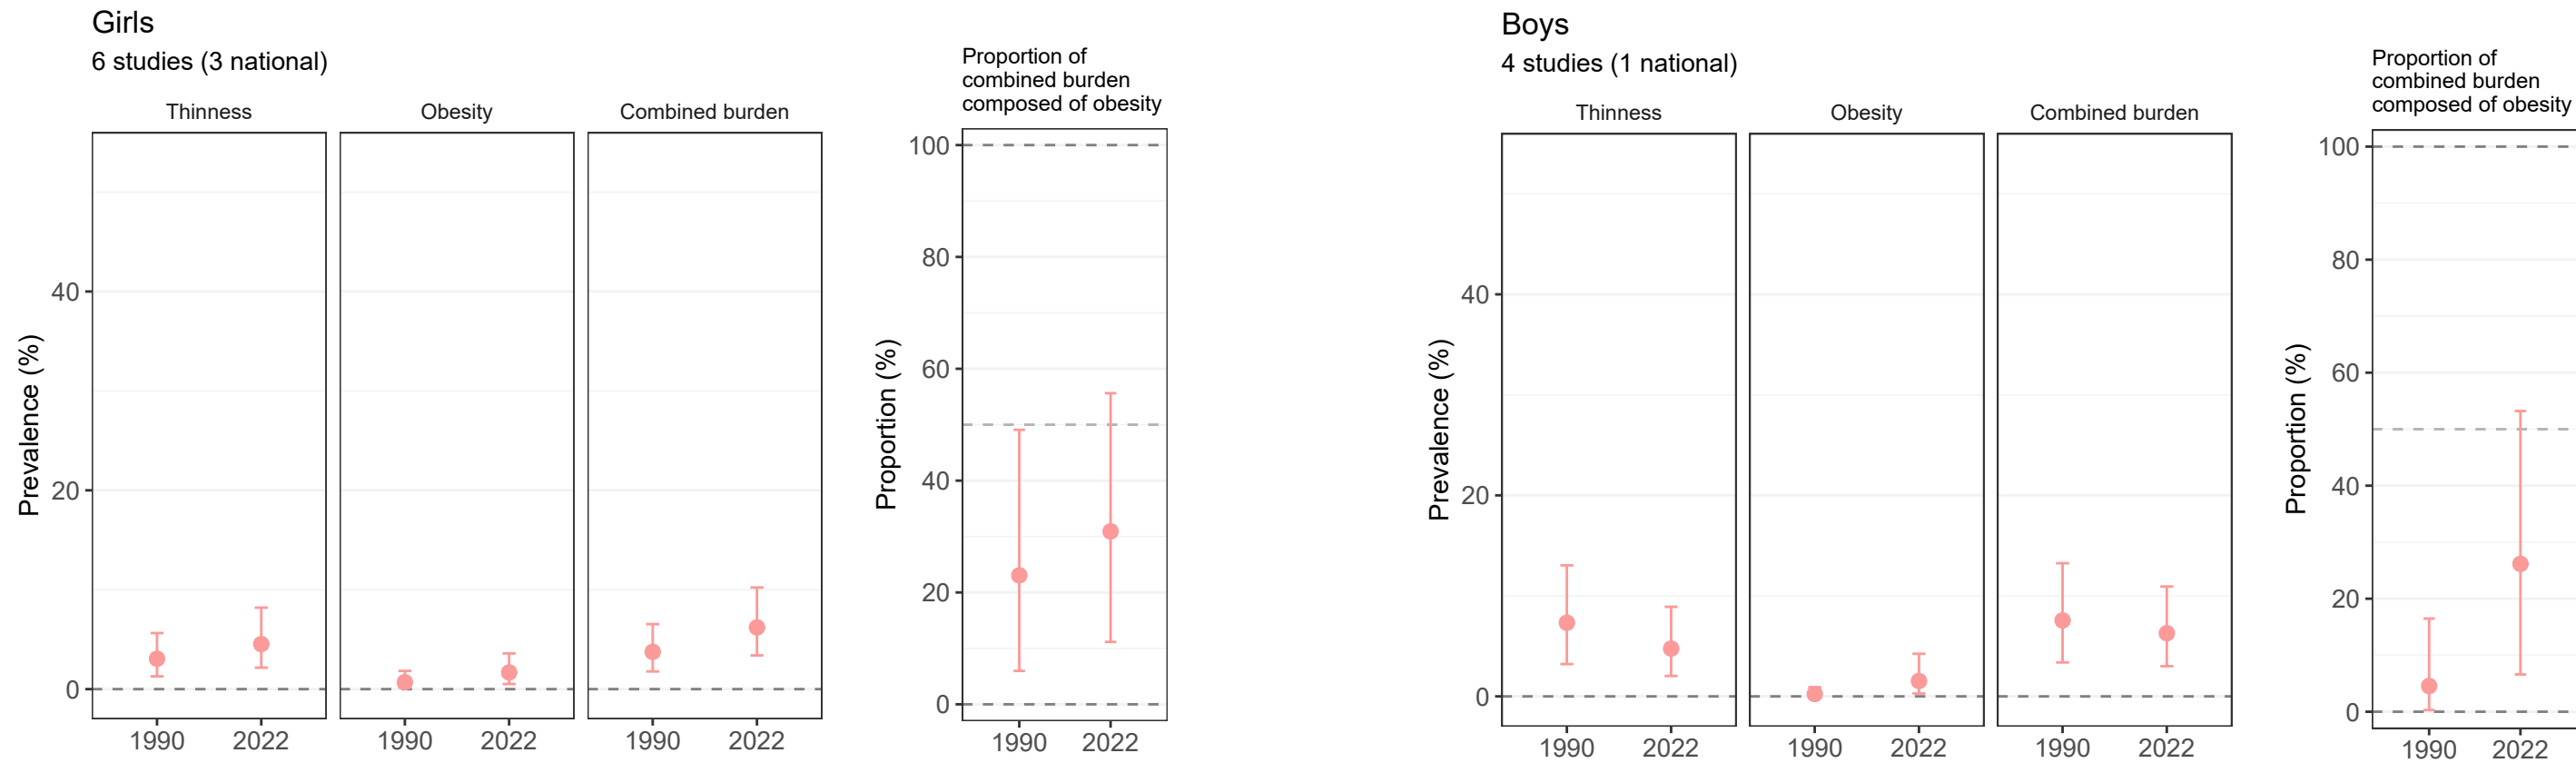 Girls
6 studies (3 national)
Thinness
Obesity
Combined burden
Prevalence (%)
40
20
0
1990 2022
1990 2022
1990 2022
Proportion of
combined burden
composed of obesity
Proportion (%)
100
80
60
40
20
0
1990 2022
Boys
4 studies (1 national)
Thinness
Obesity
Combined burden
Prevalence (%)
40
20
0
1990 2022
1990 2022
1990 2022
Proportion of
combined burden
composed of obesity
Proportion (%)
100
80
60
40
20
0
1990 2022